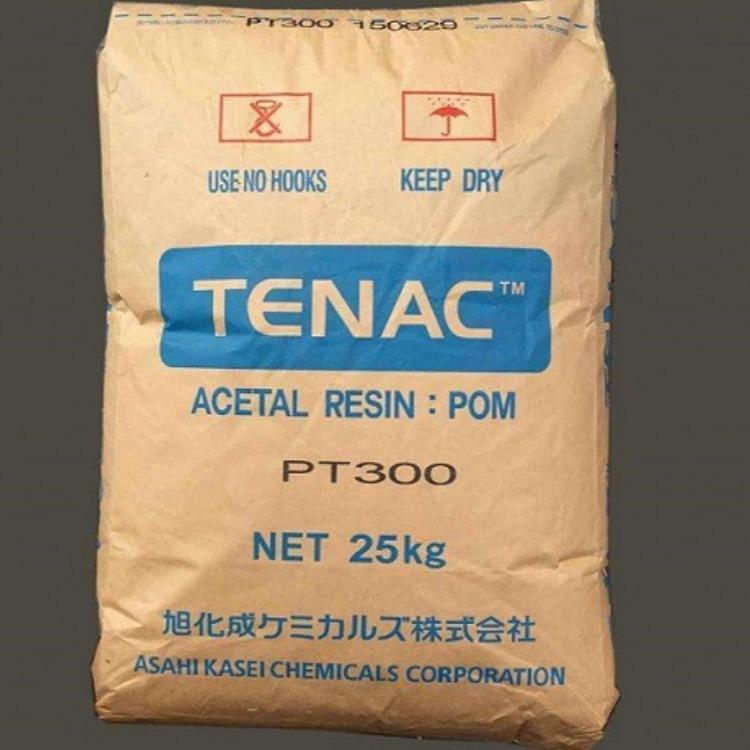 PT300 150629
USE NO HOOKS
KEEP DRY
TENAC™
ACETAL RESIN : POM
PT300
NET 25kg
旭化成ケミカルズ株式会社
ASAHI KASEI CHEMICALS CORPORATION